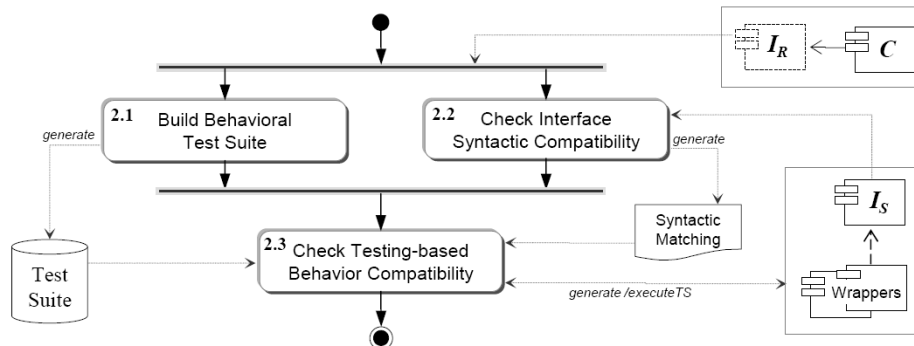 I_R
C
2.1
Build Behavioral
Test Suite
2.2
Check Interface
Syntactic Compatibility
generate
generate
I_S
Syntactic
Matching
2.3
Check Testing-based
Behavior Compatibility
Test
Suite
generate /executeTS
Wrappers